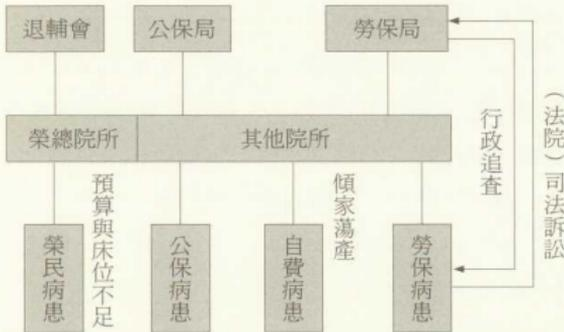 退輔會
公保局
勞保局
榮總院所
其他院所
預算與床位不足
傾家蕩產
行政追查
（法院）司法訴訟
榮民病患
公保病患
自費病患
勞保病患